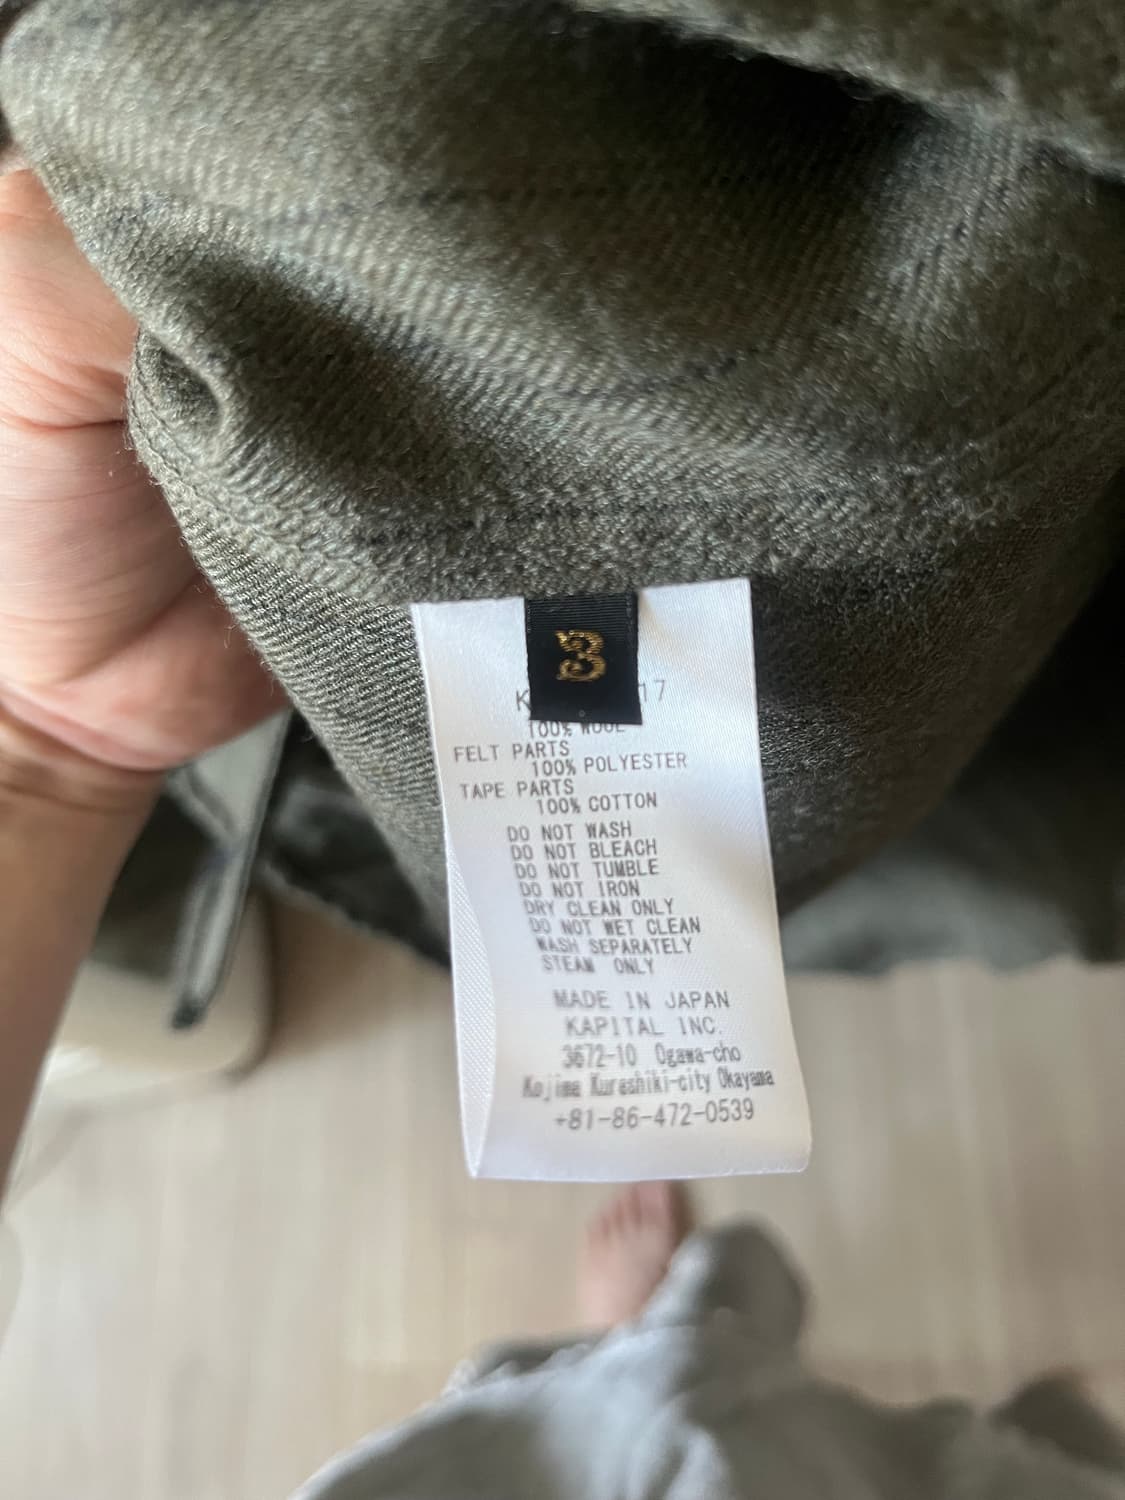 3
100% WOOL
FELT PARTS
100% POLYESTER
TAPE PARTS
100% COTTON
DO NOT WASH
DO NOT BLEACH
DO NOT TUMBLE
DO NOT IRON
DRY CLEAN ONLY
DO NOT WET CLEAN
WASH SEPARATELY
STEAM ONLY
MADE IN JAPAN
KAPITAL INC.
3672-10 Ogawa-cho
Kojima Kurashiki-city Okayama
+81-86-472-0539